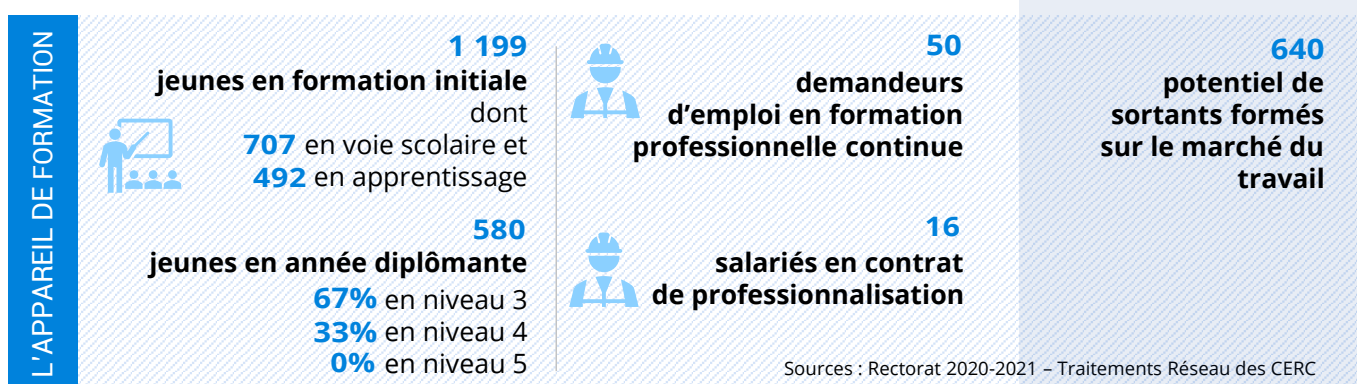 L'APPAREIL DE FORMATION
1 199
jeunes en formation initiale
dont
707 en voie scolaire et
492 en apprentissage
580
jeunes en année diplômante
67% en niveau 3
33% en niveau 4
0% en niveau 5
50
demandeurs
d’emploi en formation
professionnelle continue
16
salariés en contrat
de professionnalisation
640
potentiel de
sortants formés
sur le marché du
travail
Sources : Rectorat 2020-2021 – Traitements Réseau des CERC